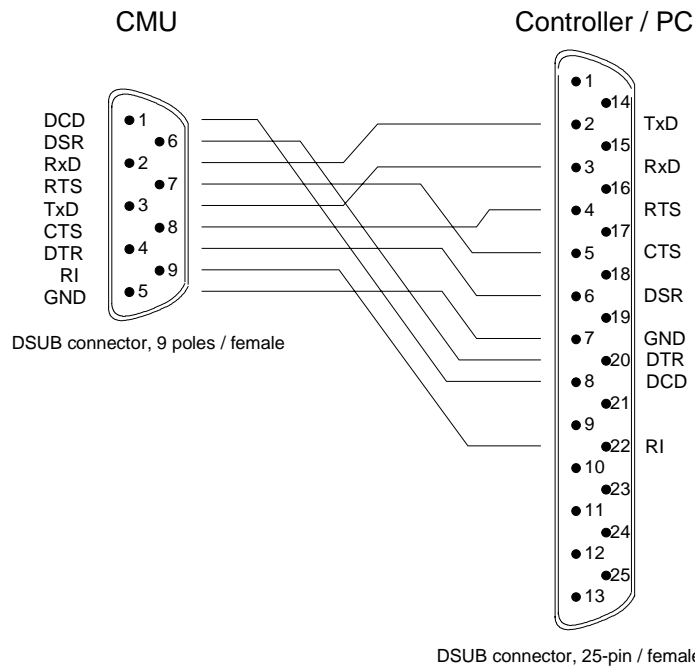 CMU
Controller / PC
DCD
DSR
RxD
RTS
TxD
CTS
DTR
RI
GND
1
6
2
7
3
8
4
9
5
DSUB connector, 9 poles / female
1
14
2
15
3
16
4
17
5
18
6
19
7
20
8
21
9
22
10
23
11
24
12
25
13
TxD
RxD
RTS
CTS
DSR
GND
DTR
DCD
RI
DSUB connector, 25-pin / female